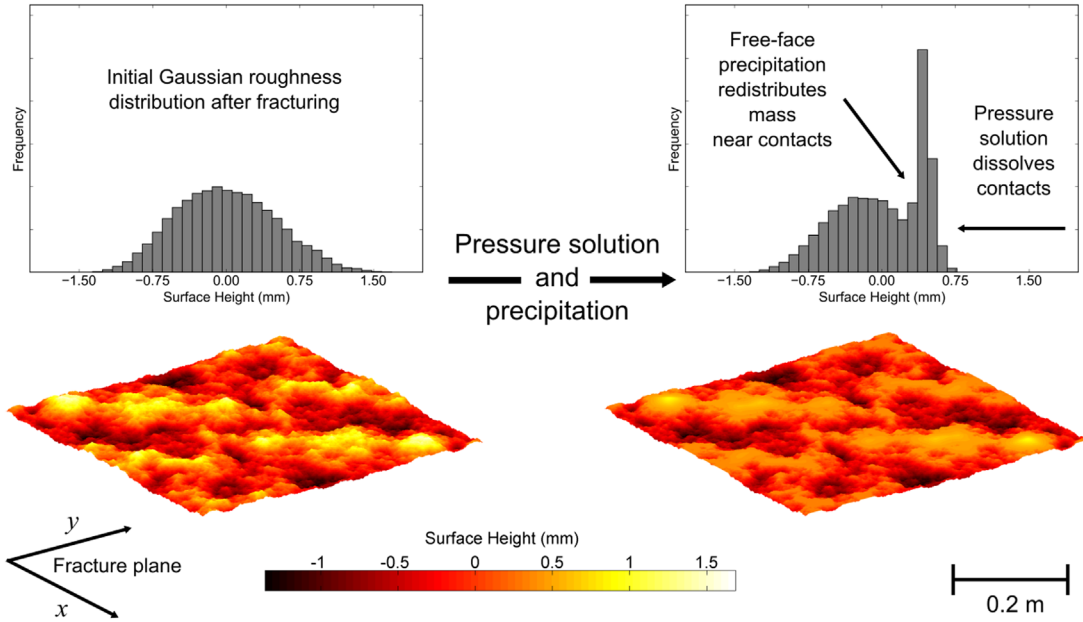 Initial Gaussian roughness
distribution after fracturing
Frequency
−1.50 −0.75 0.00 0.75 1.50
Surface Height (mm)
Free-face
precipitation
redistributes
mass
near contacts
Pressure
solution
dissolves
contacts
Frequency
−1.50 −0.75 0.00 0.75 1.50
Surface Height (mm)
Pressure solution
and
precipitation
y
Fracture plane
x
Surface Height (mm)
-1 -0.5 0 0.5 1 1.5
0.2 m